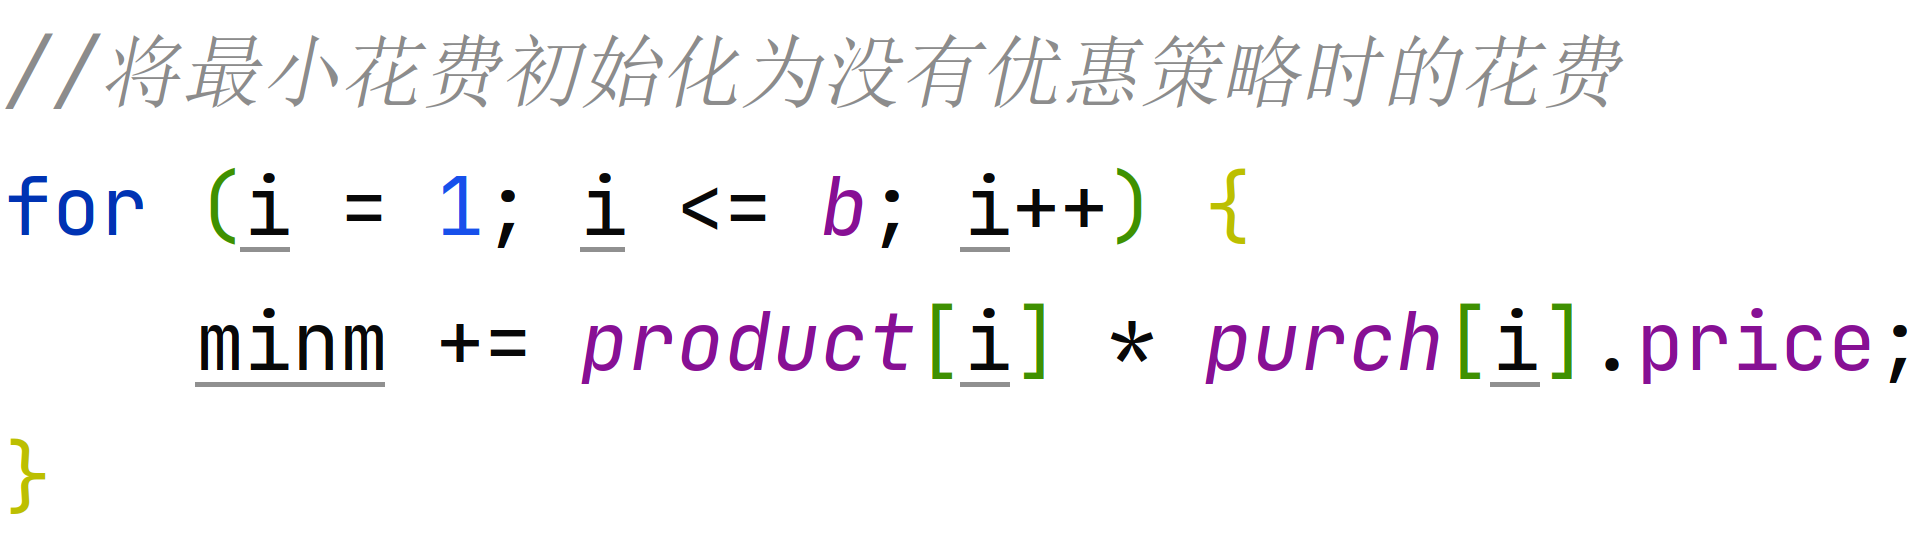 //将最小花费初始化为没有优惠策略时的花费
for (i = 1; i <= b; i++) {
    minm += product[i] * purch[i].price;
}